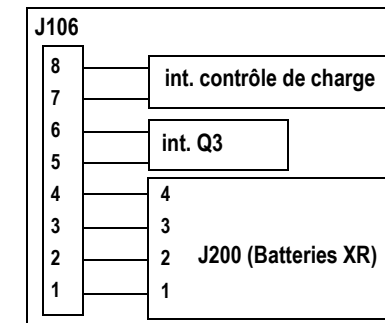 J106
8
int. contrôle de charge
7
6
int. Q3
5
4 4
3 3
2 2 J200 (Batteries XR)
1 1